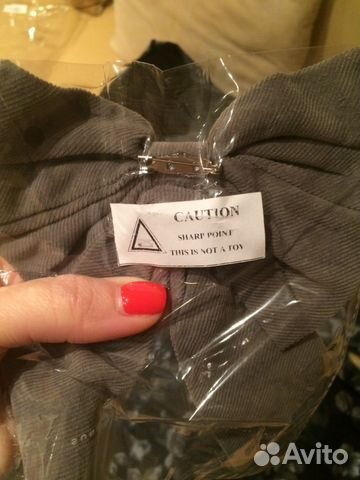 CAUTION
SHARP POINT
THIS IS NOT A TOY
Avito